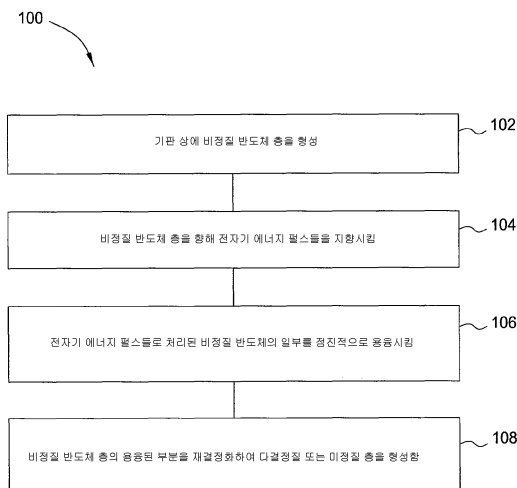 100
기판 상에 비정질 반도체 층을 형성
102
비정질 반도체 층을 향해 전자기 에너지 펄스들을 지향시킴
104
전자기 에너지 펄스들로 처리된 비정질 반도체의 일부를 점진적으로 용융시킴
106
비정질 반도체 층의 용융된 부분을 재결정화하여 다결정질 또는 미정질 층을 형성함
108